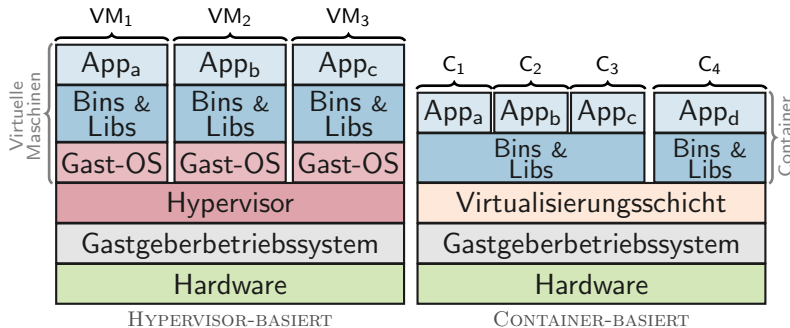 VM1 VM2 VM3
Virtuelle
Maschinen
Appa Appb Appc
Bins & Bins & Bins &
Libs Libs Libs
Gast-OS Gast-OS Gast-OS
Hypervisor
Gastgeberbetriebssystem
Hardware
HYPERVISOR-BASIERT
C1 C2 C3 C4
Appa Appb Appc Appd
Container
Bins & Bins &
Libs Libs
Virtualisierungsschicht
Gastgeberbetriebssystem
Hardware
CONTAINER-BASIERT